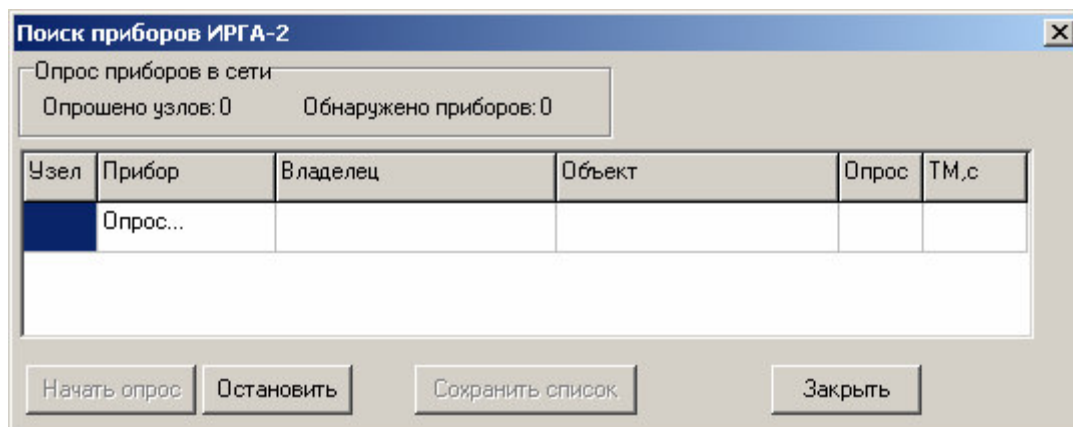 Поиск приборов ИРГА-2
Опрос приборов в сети
Опрошено узлов: 0 Обнаружено приборов: 0
Узел Прибор Владелец Объект Опрос ТМ,с
Опрос...
Начать опрос Остановить Сохранить список Закрыть